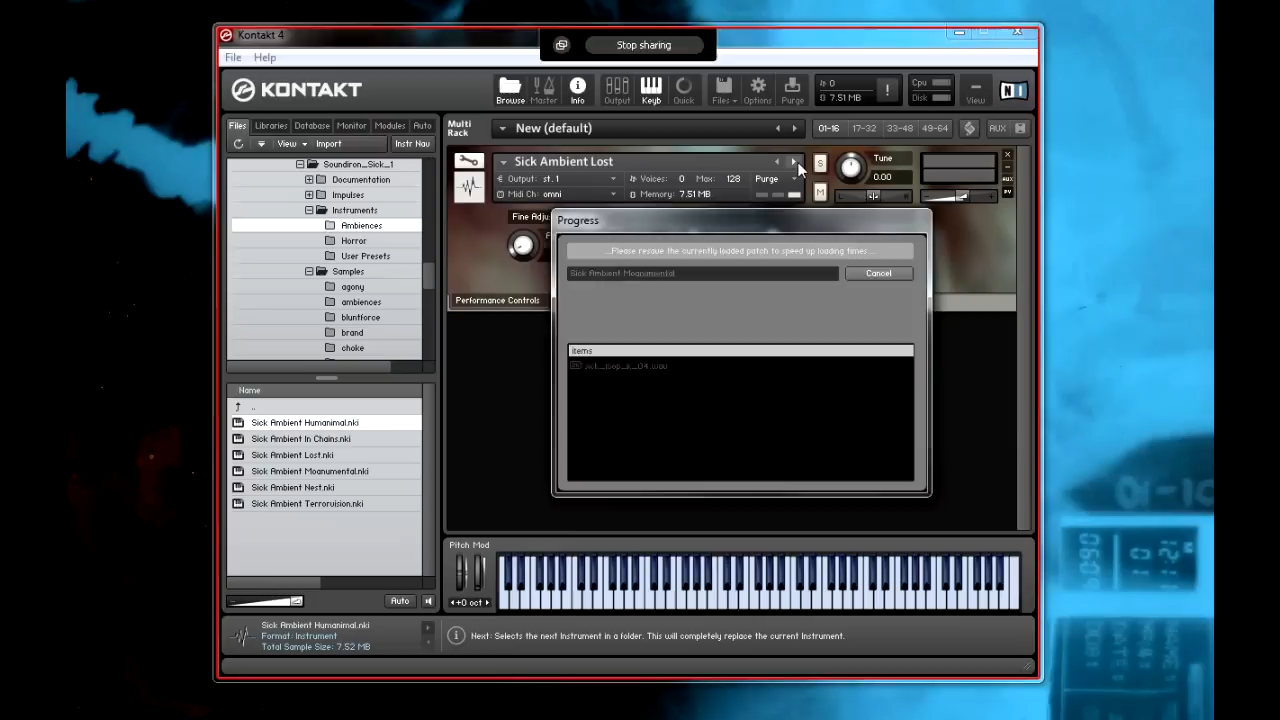 Kontakt 4
Stop sharing
File Help
KONTAKT
Browse Master Info Output Keyb Quick Files Options Purge
0
7.51 MB
!
Cpu
Disk
View
Files Libraries Database Monitor Modules Auto
View Import Instr Nav
Soundiron_Sick_1
Documentation
Impulses
Instruments
Ambiences
Horror
User Presets
Samples
agony
ambiences
bluntforce
brand
choke
Name
..
Sick Ambient Humanimal.nki
Sick Ambient In Chains.nki
Sick Ambient Lost.nki
Sick Ambient Moanumental.nki
Sick Ambient Nest.nki
Sick Ambient Terrorvision.nki
Auto
Sick Ambient Humanimal.nki
Format: Instrument
Total Sample Size: 7.52 MB
Multi Rack
New (default)
01-16 17-32 33-48 49-64 AUX
Sick Ambient Lost
Output: st. 1 Voices: 0 Max: 128 Purge
Midi Ch: omni Memory: 7.51 MB
S
M
Tune
0.00
L R
AUX
PV
Fine Adju
Performance Controls
Progress
...Please resave the currently loaded patch to speed up loading times...
Sick Ambient Moanumental
Cancel
items
Pitch Mod
+0 oct
Next: Selects the next Instrument in a folder. This will completely replace the current Instrument.